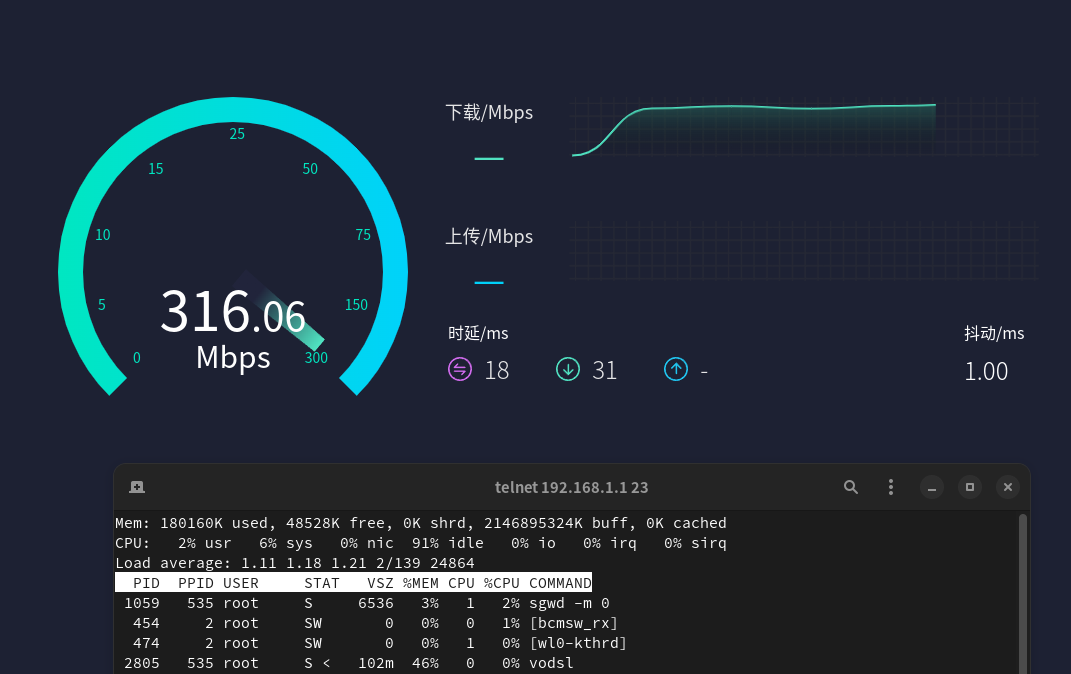 下载/Mbps
25
15
50
10
75
5
150
0
300
316.06
Mbps
上传/Mbps
时延/ms
抖动/ms
18
31
-
1.00
telnet 192.168.1.1 23
Mem: 180160K used, 48528K free, 0K shrd, 2146895324K buff, 0K cached
CPU:   2% usr   6% sys   0% nic  91% idle   0% io   0% irq   0% sirq
Load average: 1.11 1.18 1.21 2/139 24864
  PID  PPID USER     STAT   VSZ %MEM CPU %CPU COMMAND
 1059   535 root     S     6536   3%   1   2% sgwd -m 0
  454     2 root     SW       0   0%   0   1% [bcmsw_rx]
  474     2 root     SW       0   0%   1   0% [wl0-kthrd]
 2805   535 root     S <   102m  46%   0   0% vodsl